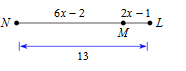 6x – 2 2x – 1
N M L
13